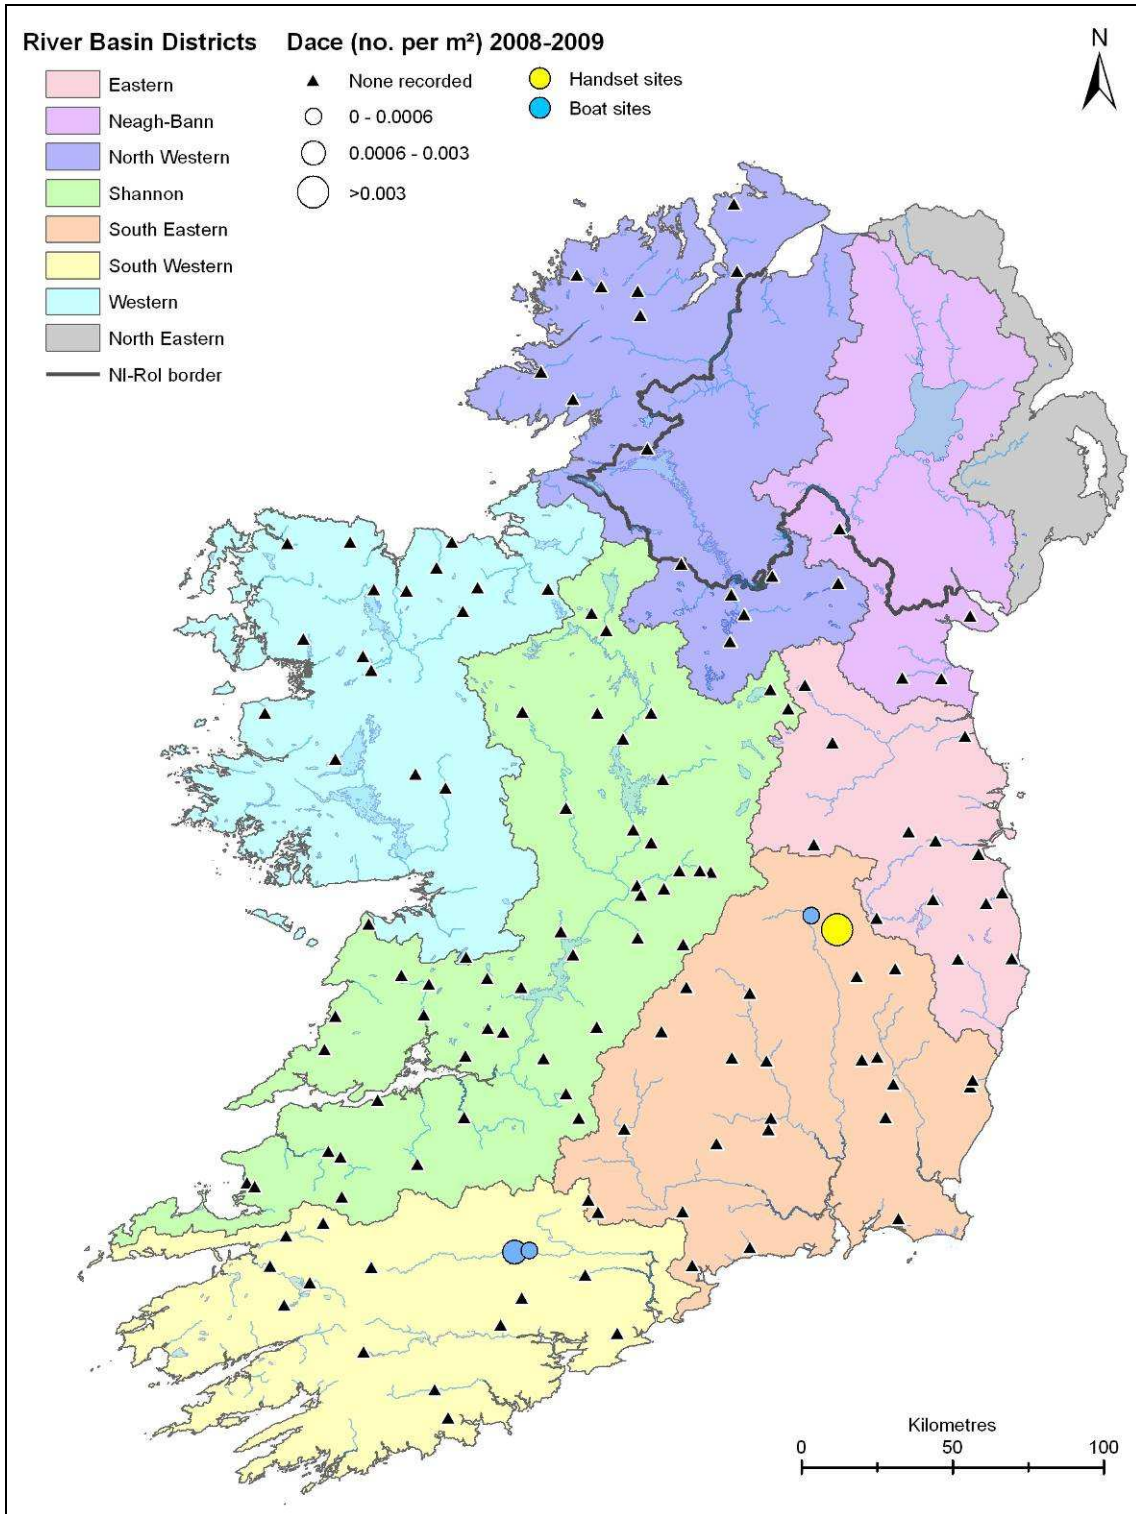 River Basin Districts
Eastern
Neagh-Bann
North Western
Shannon
South Eastern
South Western
Western
North Eastern
NI-RoI border
Dace (no. per m²) 2008-2009
None recorded
0 - 0.0006
0.0006 - 0.003
>0.003
Handset sites
Boat sites
N
Kilometres
0 50 100